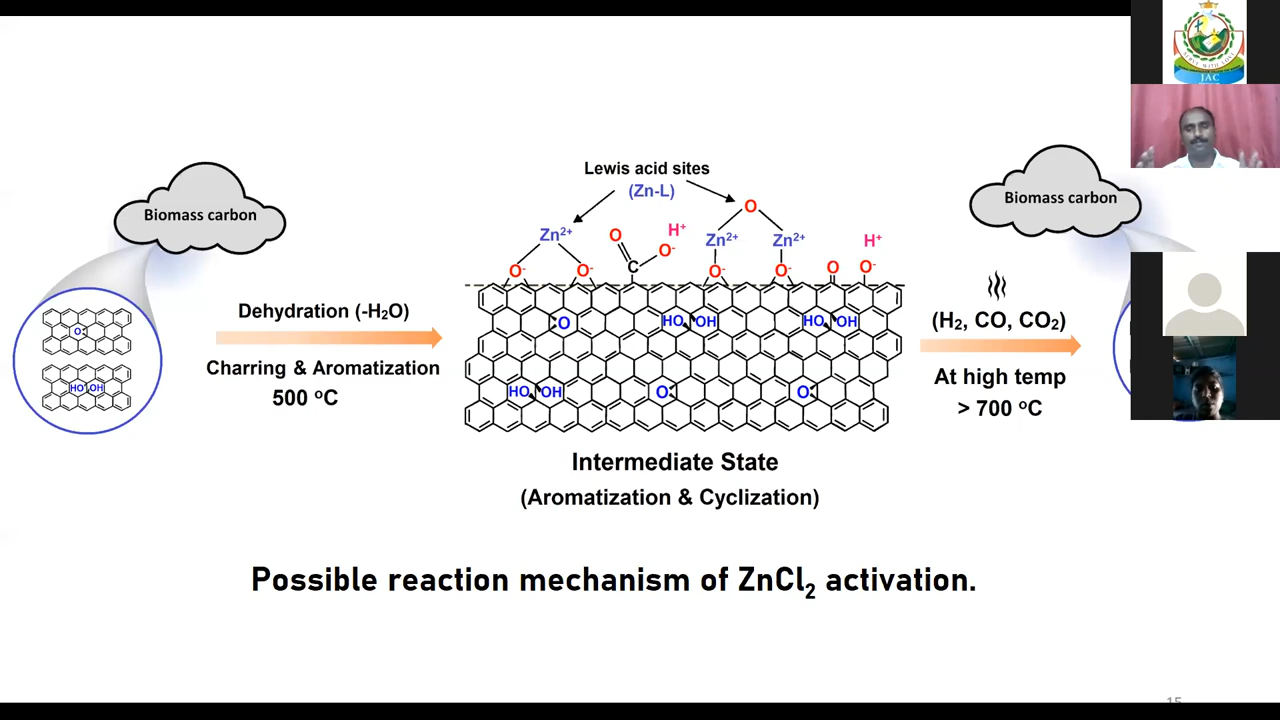 JAC
Biomass carbon
O
HO OH
Dehydration (-H₂O)
Charring & Aromatization
500 °C
Lewis acid sites
(Zn-L)
Zn²⁺
O⁻ O⁻
O
C
O⁻
H⁺
O
Zn²⁺ Zn²⁺
O⁻ O⁻
O
O⁻
H⁺
O
HO OH
HO OH
HO OH
O
O
Intermediate State
(Aromatization & Cyclization)
Biomass carbon
(H₂, CO, CO₂)
At high temp
> 700 °C
Possible reaction mechanism of ZnCl₂ activation.
15